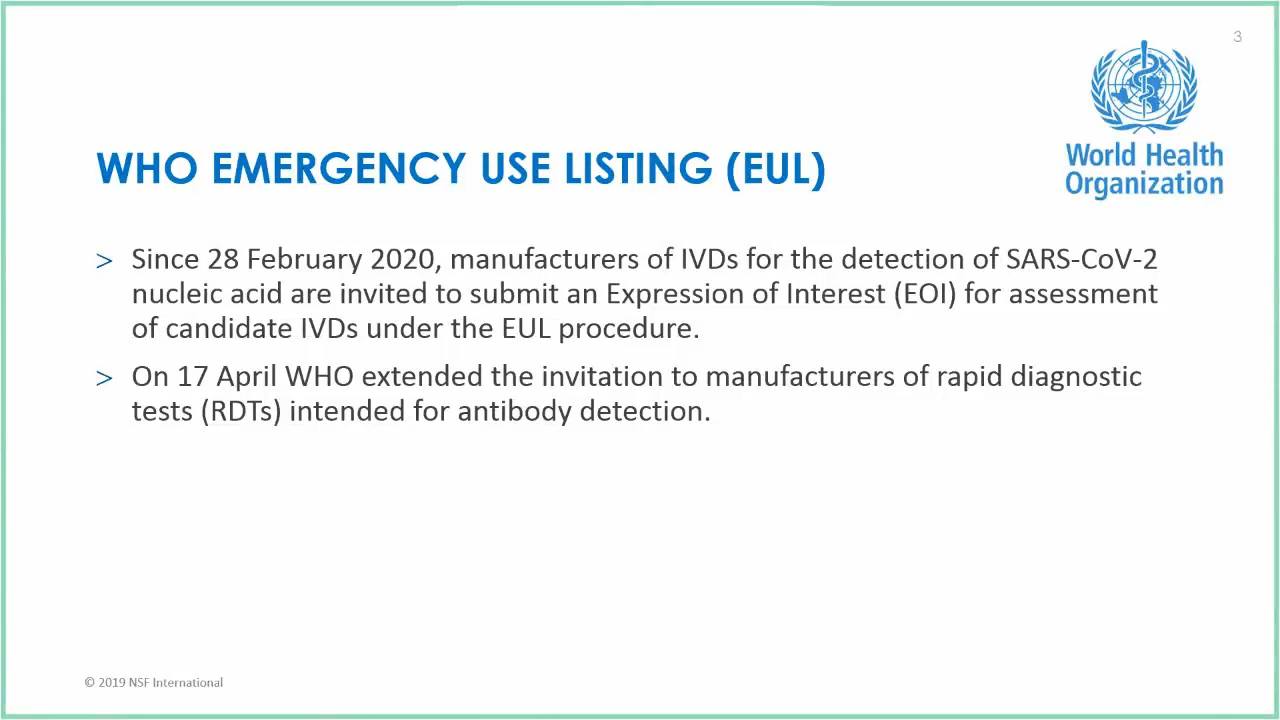 3
World Health
Organization
WHO EMERGENCY USE LISTING (EUL)
> Since 28 February 2020, manufacturers of IVDs for the detection of SARS-CoV-2
nucleic acid are invited to submit an Expression of Interest (EOI) for assessment
of candidate IVDs under the EUL procedure.
> On 17 April WHO extended the invitation to manufacturers of rapid diagnostic
tests (RDTs) intended for antibody detection.
© 2019 NSF International